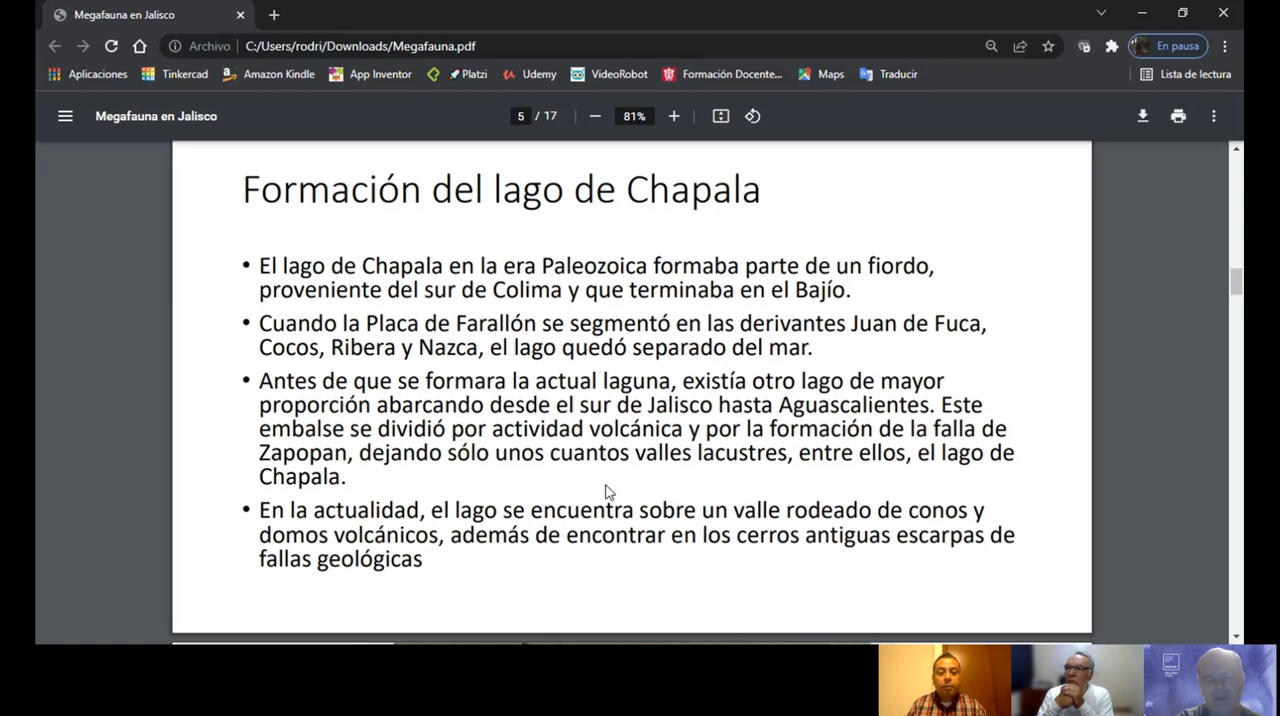 Megafauna en Jalisco
Archivo C:/Users/rodri/Downloads/Megafauna.pdf En pausa
Aplicaciones Tinkercad Amazon Kindle App Inventor Platzi Udemy VideoRobot Formación Docente... Maps Traducir Lista de lectura
Megafauna en Jalisco 5 / 17 81%
Formación del lago de Chapala
• El lago de Chapala en la era Paleozoica formaba parte de un fiordo,
proveniente del sur de Colima y que terminaba en el Bajío.
• Cuando la Placa de Farallón se segmentó en las derivantes Juan de Fuca,
Cocos, Ribera y Nazca, el lago quedó separado del mar.
• Antes de que se formara la actual laguna, existía otro lago de mayor
proporción abarcando desde el sur de Jalisco hasta Aguascalientes. Este
embalse se dividió por actividad volcánica y por la formación de la falla de
Zapopan, dejando sólo unos cuantos valles lacustres, entre ellos, el lago de
Chapala.
• En la actualidad, el lago se encuentra sobre un valle rodeado de conos y
domos volcánicos, además de encontrar en los cerros antiguas escarpas de
fallas geológicas